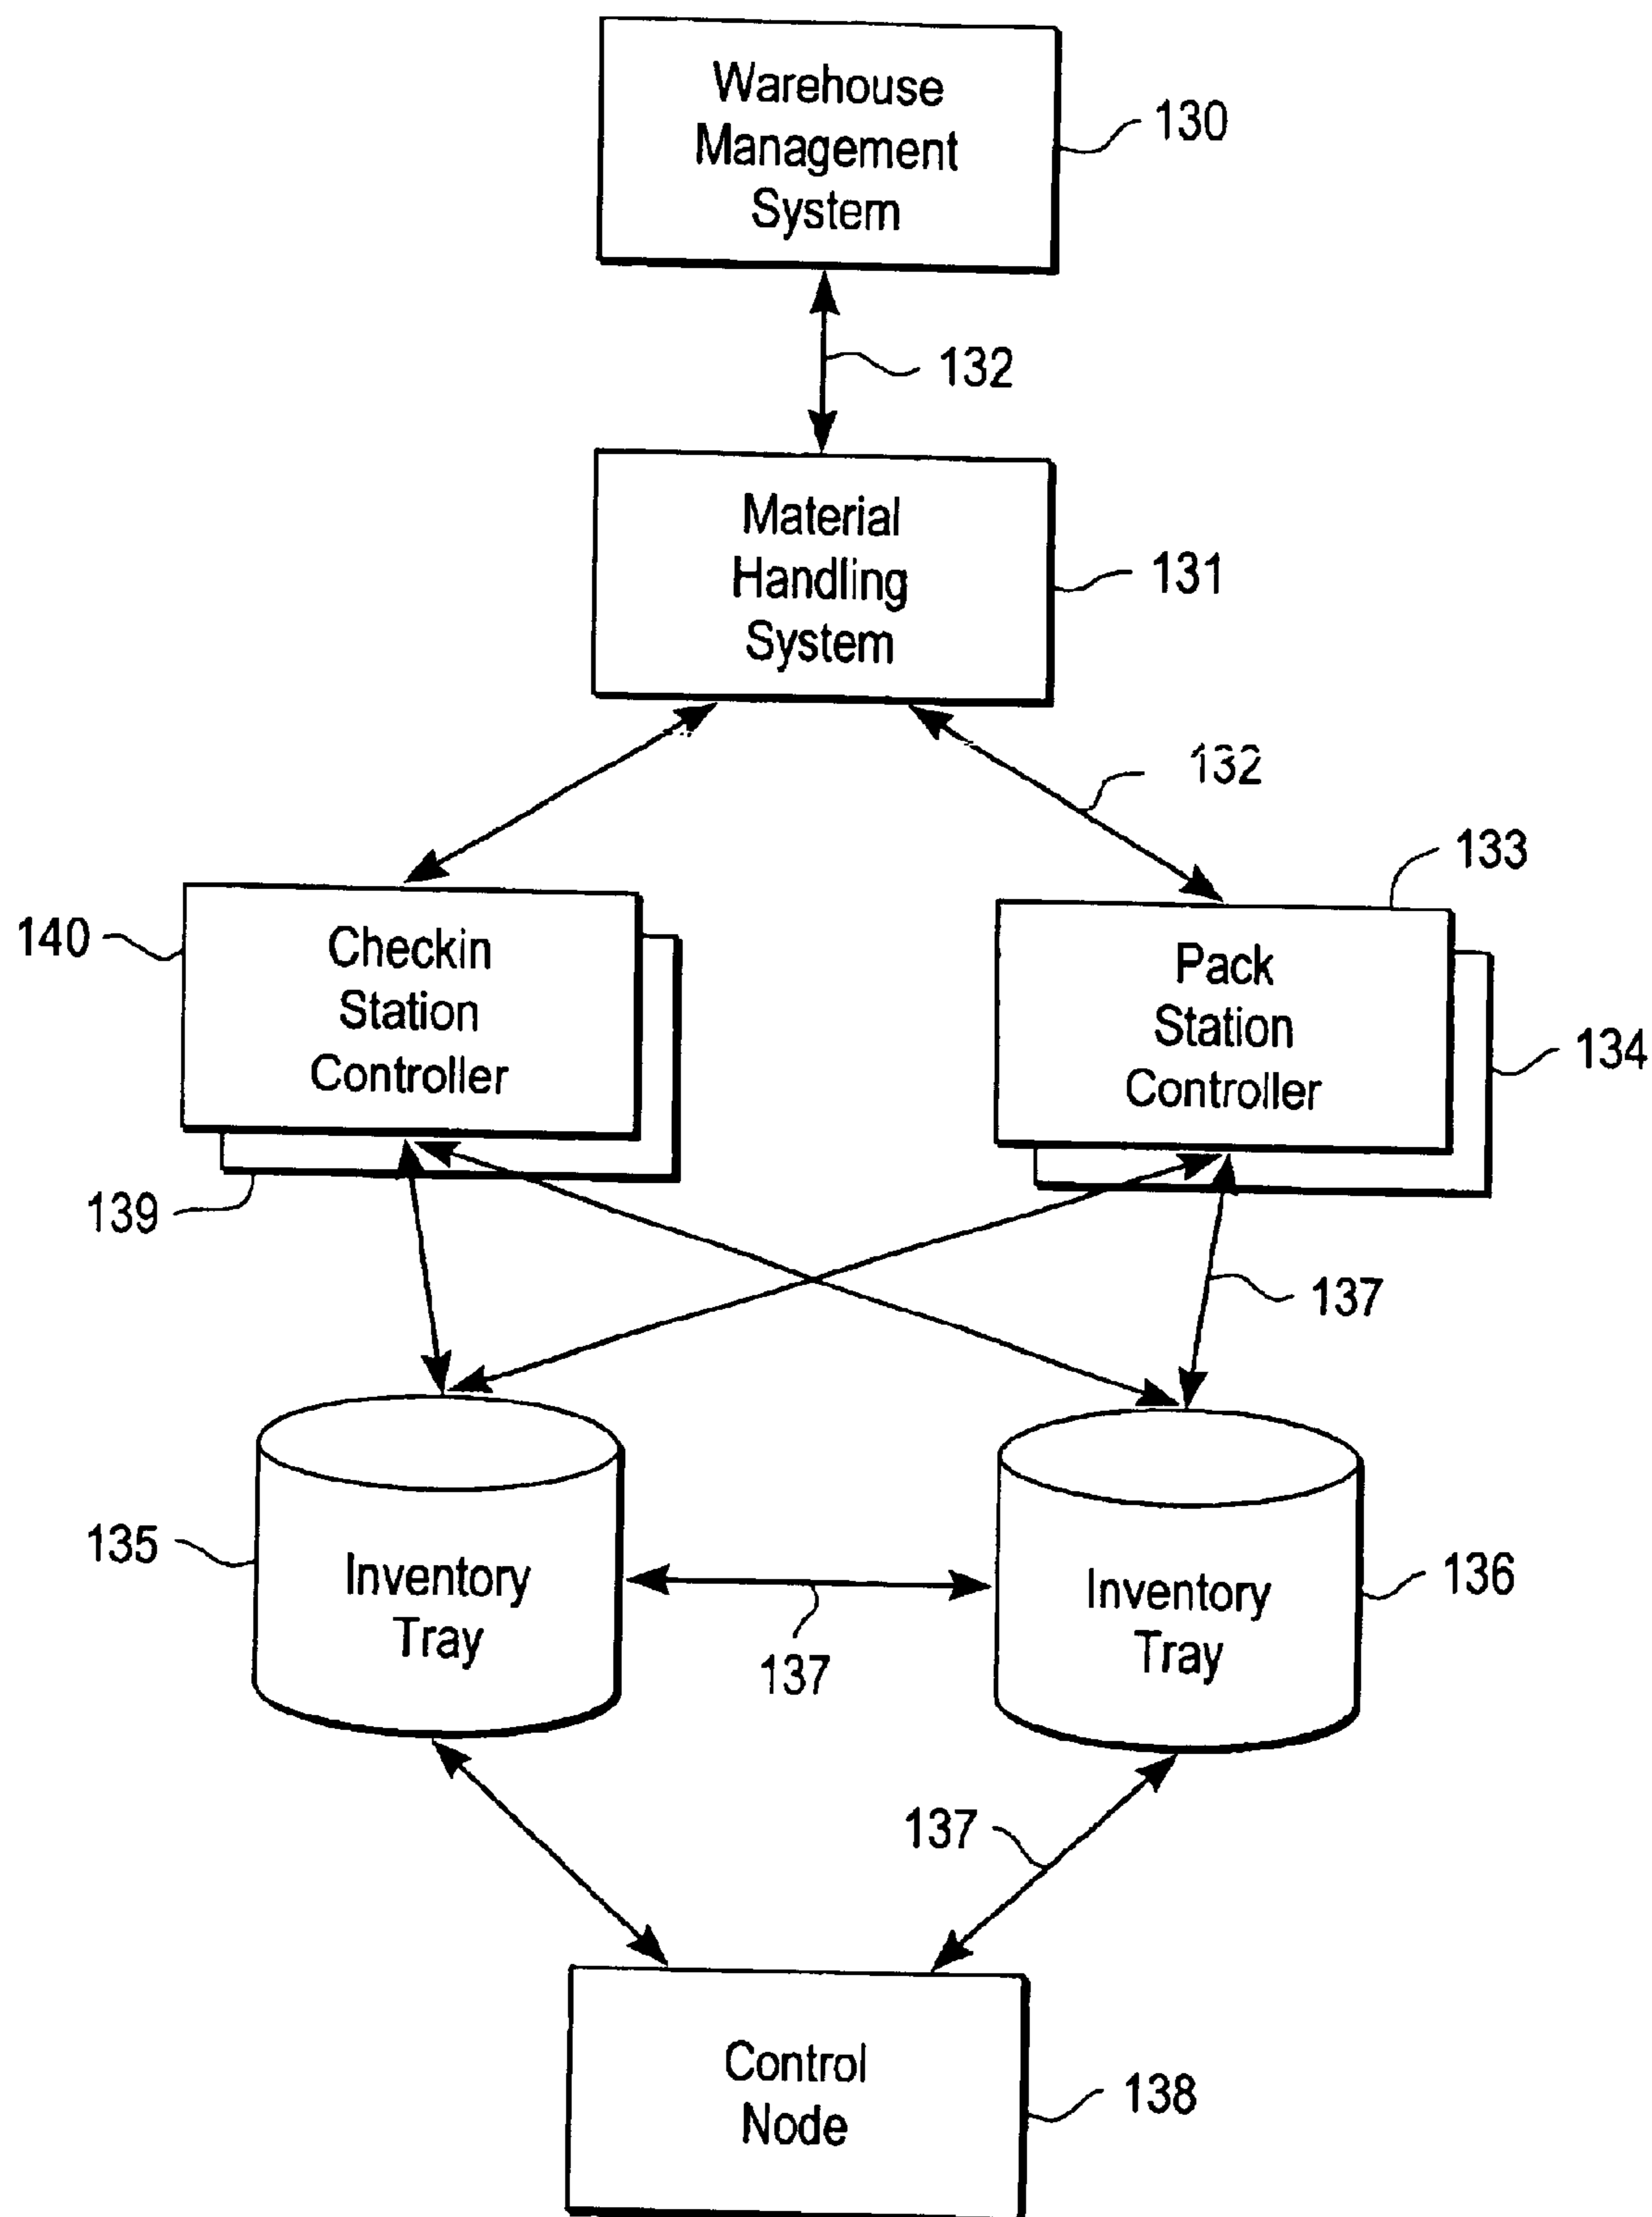 Warehouse
Management
System
130
132
Material
Handling
System
131
132
133
140
Checkin
Station
Controller
Pack
Station
Controller
134
139
137
135
Inventory
Tray
137
Inventory
Tray
136
137
Control
Node
138